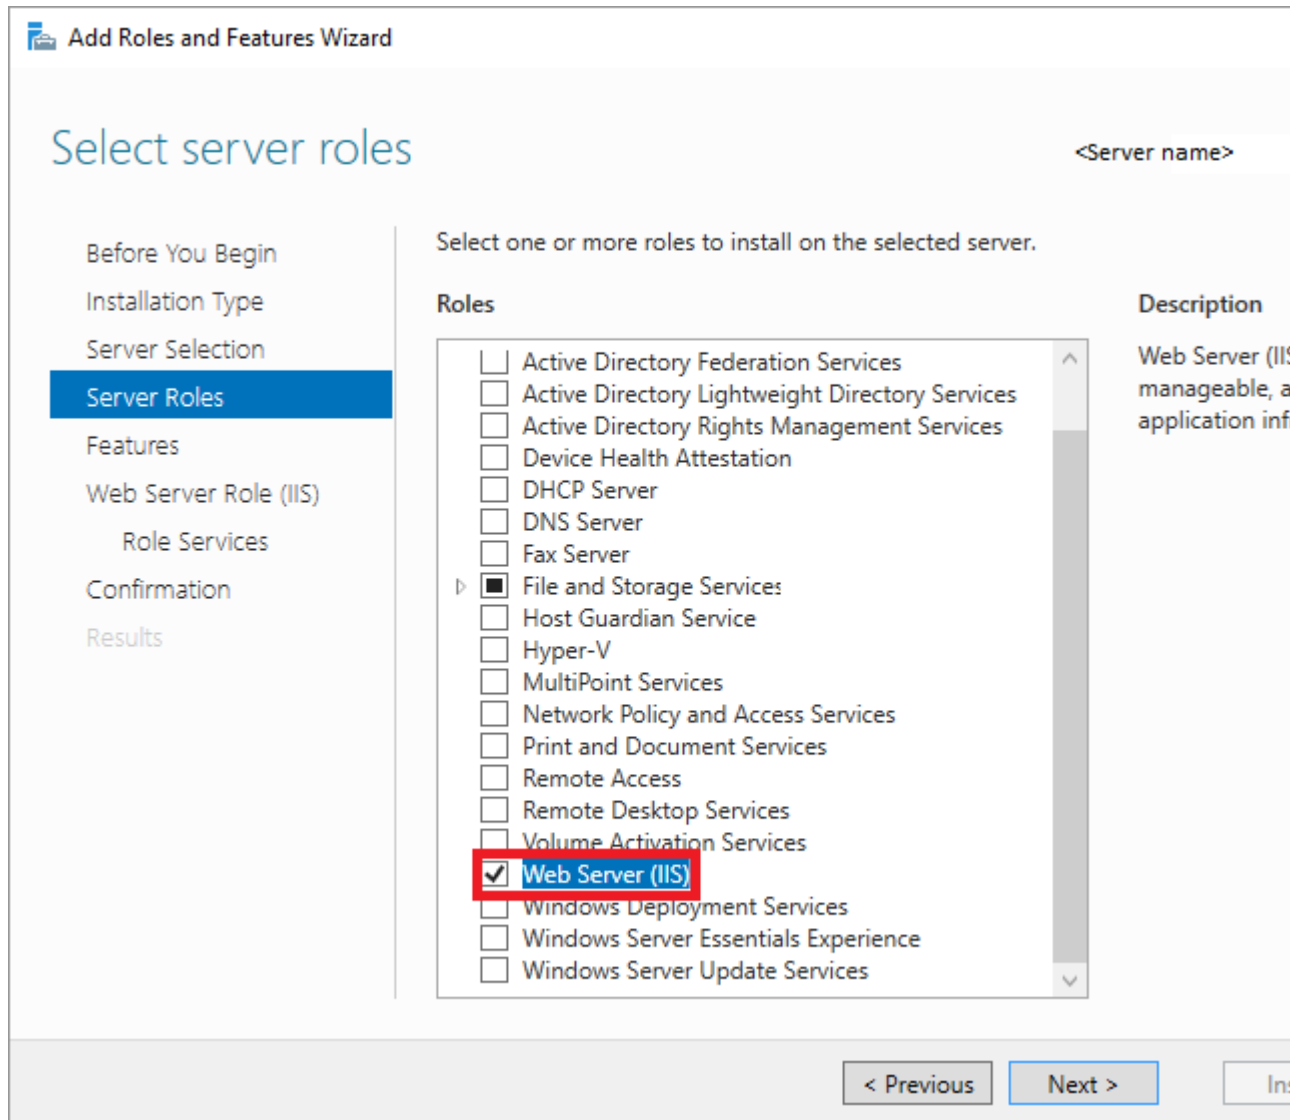 Add Roles and Features Wizard
Select server roles
<Server name>
Before You Begin
Installation Type
Server Selection
Server Roles
Features
Web Server Role (IIS)
Role Services
Confirmation
Results
Select one or more roles to install on the selected server.
Roles
Active Directory Federation Services
Active Directory Lightweight Directory Services
Active Directory Rights Management Services
Device Health Attestation
DHCP Server
DNS Server
Fax Server
File and Storage Services
Host Guardian Service
Hyper-V
MultiPoint Services
Network Policy and Access Services
Print and Document Services
Remote Access
Remote Desktop Services
Volume Activation Services
Web Server (IIS)
Windows Deployment Services
Windows Server Essentials Experience
Windows Server Update Services
Description
Web Server
manageable,
application
< Previous
Next >